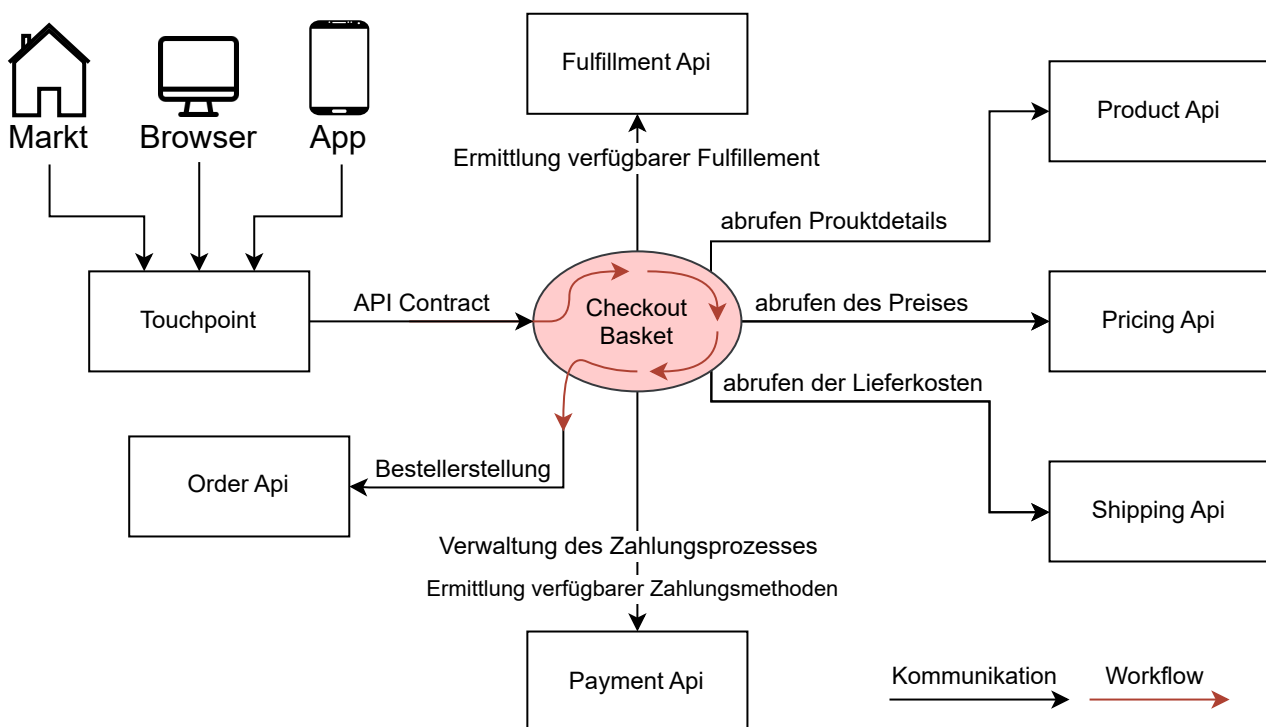 Markt
Browser
App
Fulfillment Api
Product Api
Ermittlung verfügbarer Fulfillement
abrufen Prouktdetails
Touchpoint
API Contract
Checkout
Basket
abrufen des Preises
Pricing Api
abrufen der Lieferkosten
Order Api
Bestellerstellung
Shipping Api
Verwaltung des Zahlungsprozesses
Ermittlung verfügbarer Zahlungsmethoden
Payment Api
Kommunikation
Workflow